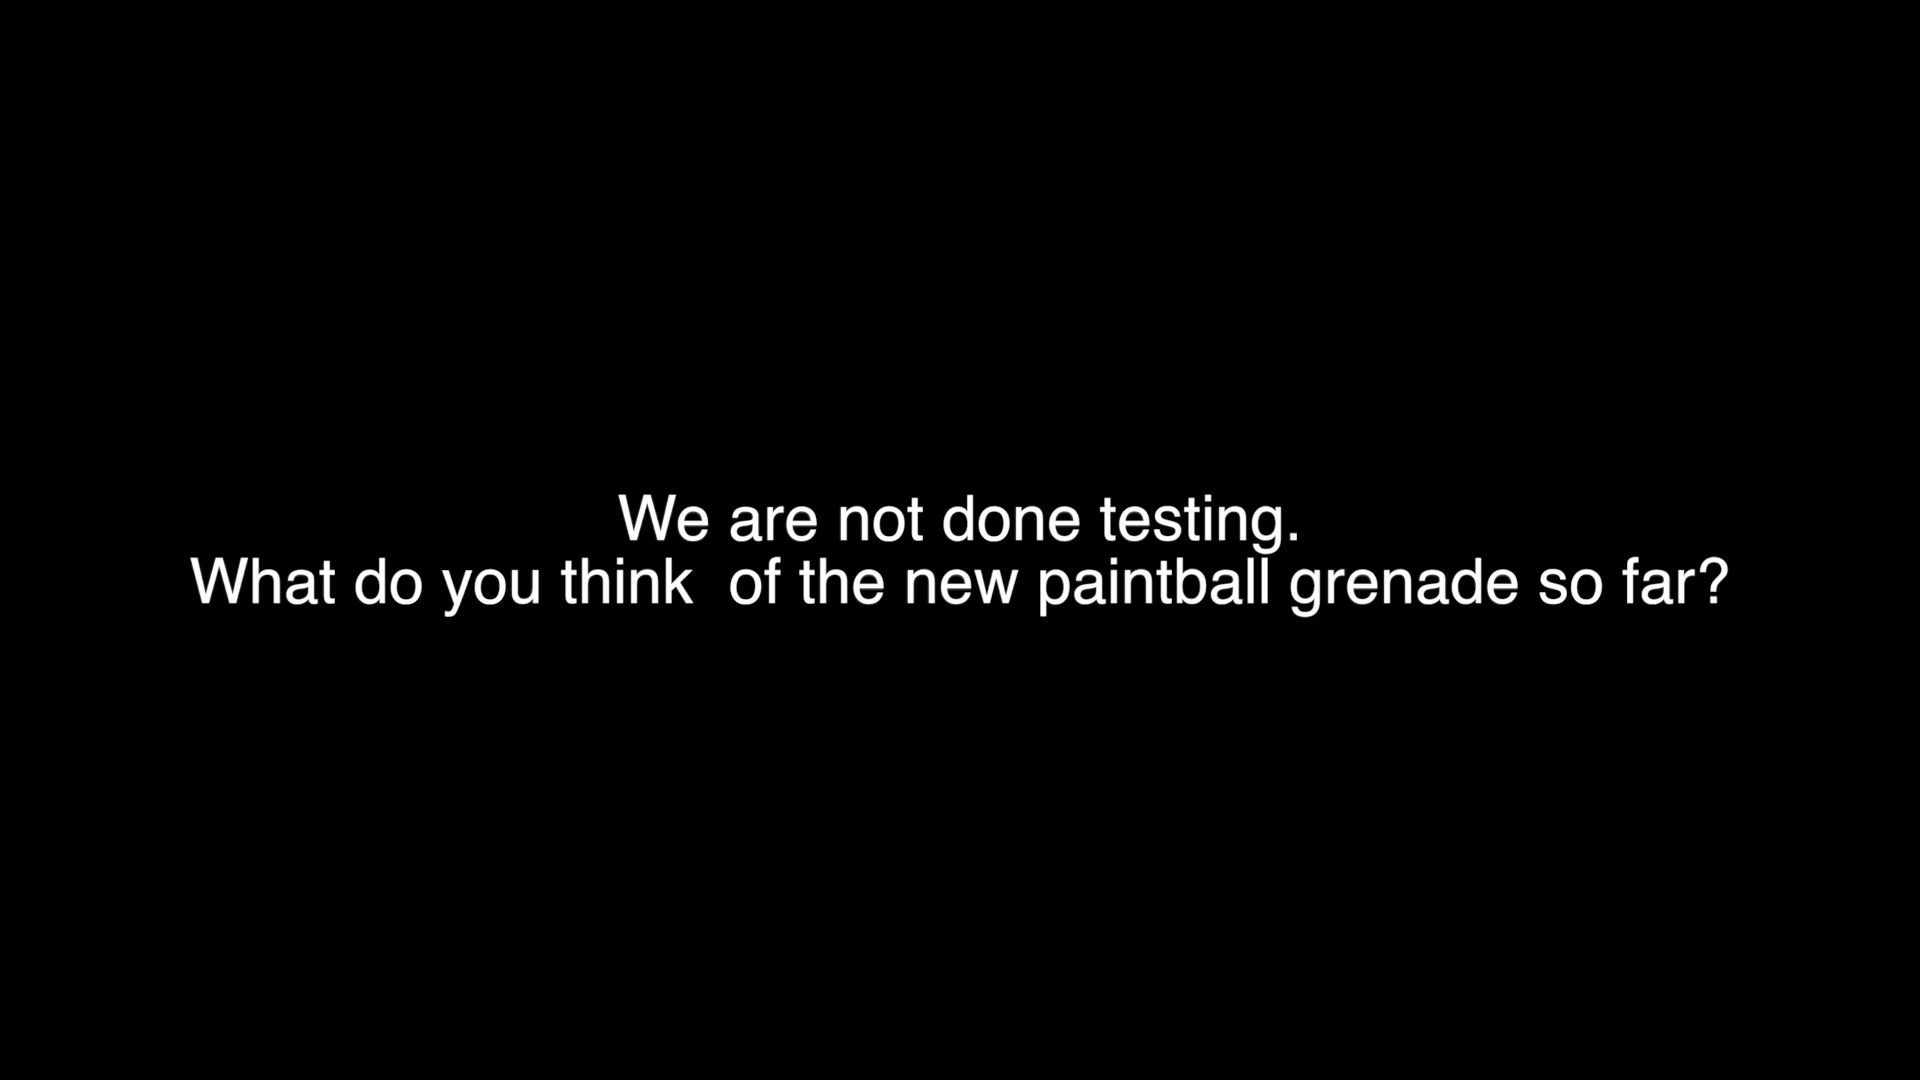 We are not done testing.
What do you think  of the new paintball grenade so far?